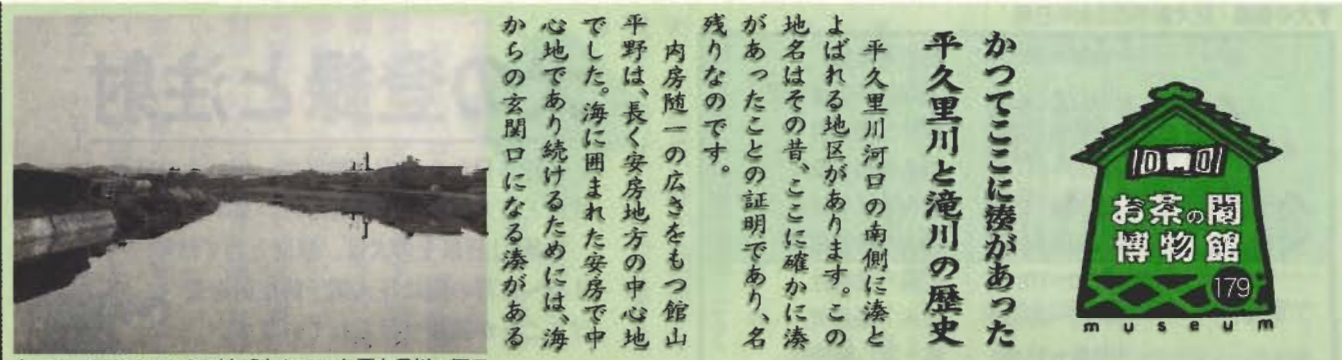 お茶の間
博物館
179
museum
かつてここに湊があった
平久里川と滝川の歴史
平久里川河口の南側に湊と
よばれる地区があります。この
地名はその昔、ここに確かに湊
があったことの証明であり、名
残りなのです。
内房随一の広さをもつ館山
平野は、長く安房地方の中心地
でした。海に囲まれた安房で中
心地であり続けるためには、海
からの玄関口になる湊がある